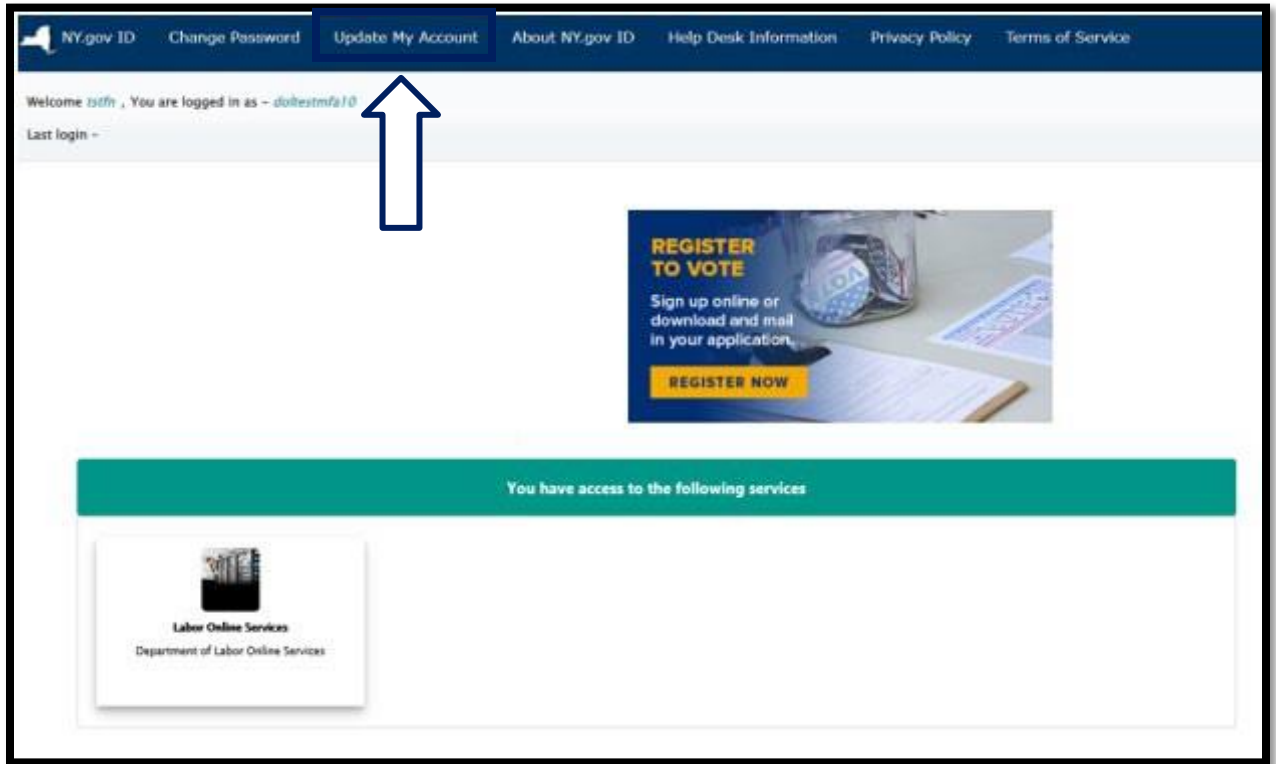 NY.gov ID Change Password Update My Account About NY.gov ID Help Desk Information Privacy Policy Terms of Service
Welcome tstfn , You are logged in as - doltestmfa10
Last login -
REGISTER
TO VOTE
Sign up online or
download and mail
in your application.
REGISTER NOW
You have access to the following services
Labor Online Services
Department of Labor Online Services